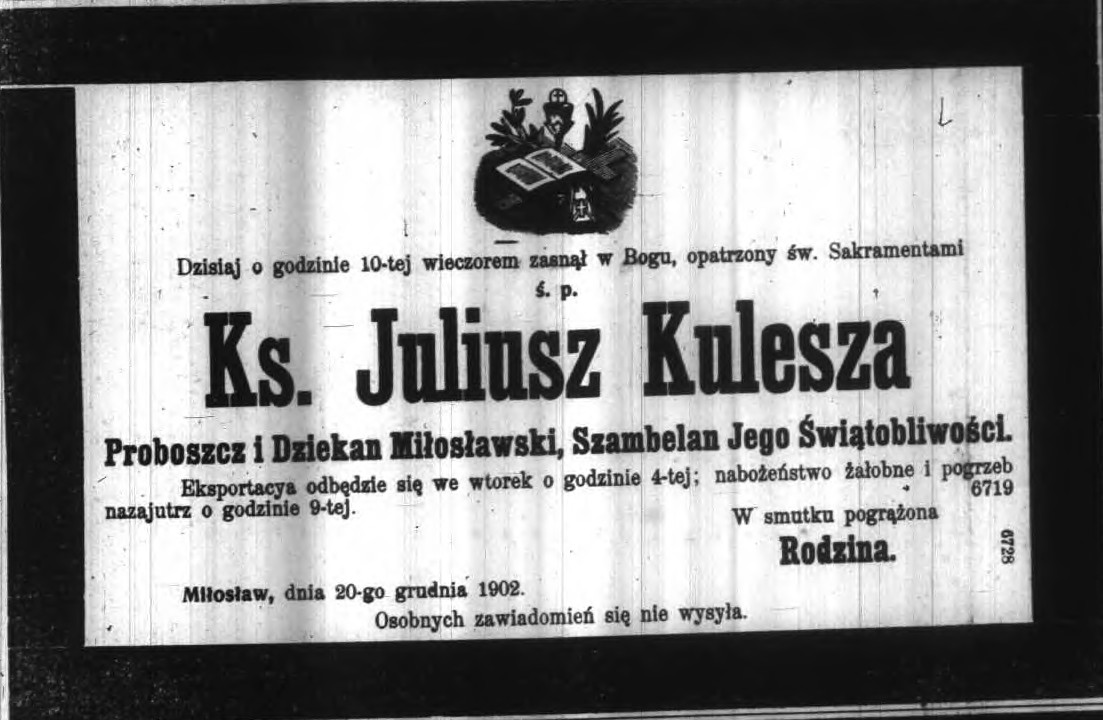 Dzisiaj o godzinie 10-tej wieczorem zasnął w Bogu, opatrzony św. Sakramentami
ś. p.
Ks. Juliusz Kulesza
Proboszcz i Dziekan Miłosławski, Szambelan Jego Świątobliwości.
Eksportacya odbędzie się we wtorek o godzinie 4-tej; nabożeństwo żałobne i pogrzeb
nazajutrz o godzinie 9-tej.
6719
W smutku pogrążona
Rodzina.
6728
Miłosław, dnia 20-go grudnia 1902.
Osobnych zawiadomień się nie wysyła.